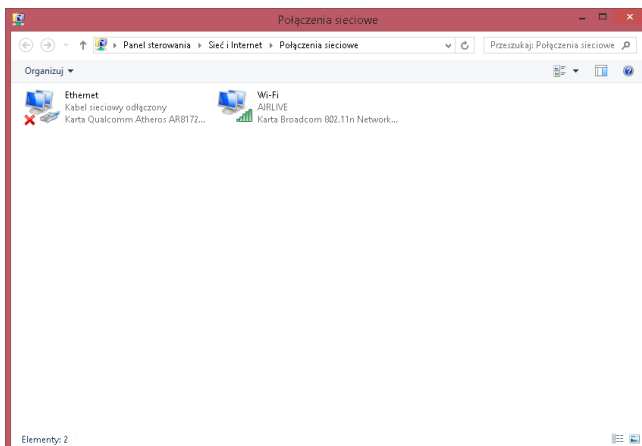 Połączenia sieciowe
Panel sterowania
Sieć i Internet
Połączenia sieciowe
Przeszukaj: Połączenia sieciowe
Organizuj
Ethernet
Kabel sieciowy odłączony
Karta Qualcomm Atheros AR8172...
Wi-Fi
AIRLIVE
Karta Broadcom 802.11n Network...
Elementy: 2